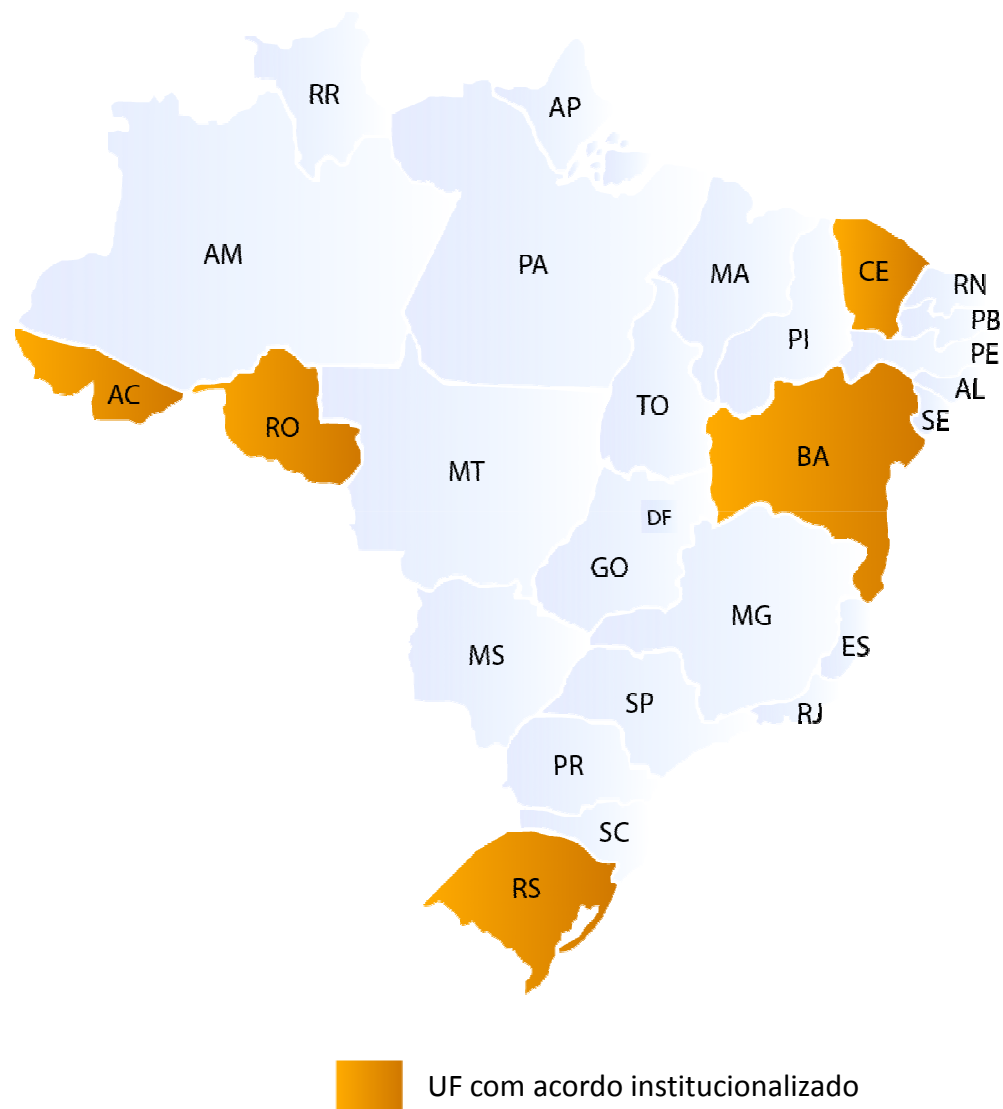 RR
AP
AM
PA
MA
CE
RN
PB
PI
PE
AL
AC
TO
SE
RO
BA
MT
DF
GO
MG
ES
MS
SP
RJ
PR
SC
RS
UF com acordo institucionalizado